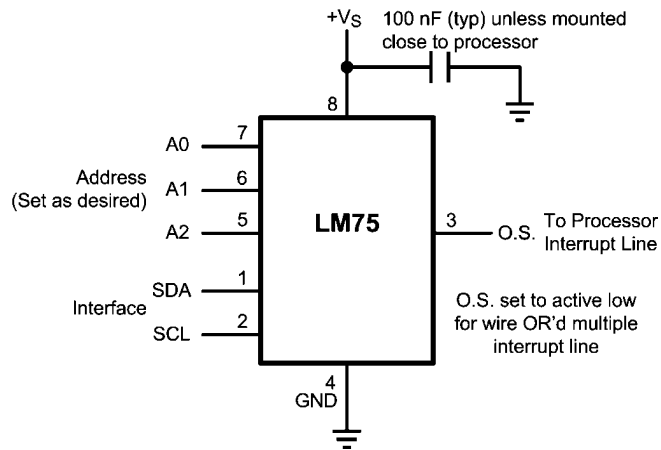 +VS
100 nF (typ) unless mounted
close to processor
8
A0
7
Address
(Set as desired)
A1
6
A2
5
LM75
3
O.S.
To Processor
Interrupt Line
Interface
SDA
1
SCL
2
O.S. set to active low
for wire OR'd multiple
interrupt line
4
GND